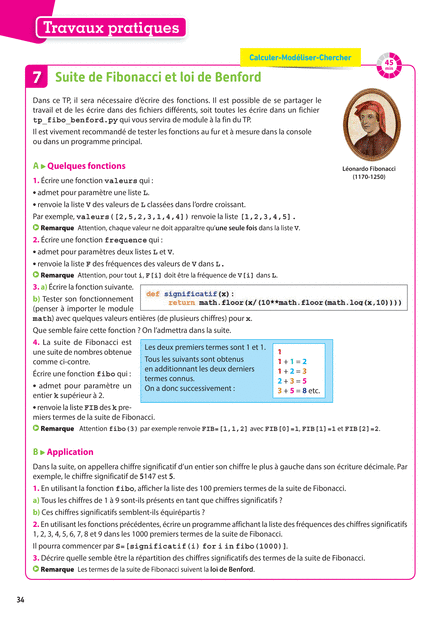 Travaux pratiques
Calculer-Modéliser-Chercher
45
min
7 Suite de Fibonacci et loi de Benford
Dans ce TP, il sera nécessaire d'écrire des fonctions. Il est possible de se partager le
travail et de les écrire dans des fichiers différents, soit toutes les écrire dans un fichier
tp_fibo_benford.py qui vous servira de module à la fin du TP.
Il est vivement recommandé de tester les fonctions au fur et à mesure dans la console
ou dans un programme principal.
Léonardo Fibonacci
(1170-1250)
A Quelques fonctions
1. Écrire une fonction valeurs qui :
• admet pour paramètre une liste L.
• renvoie la liste V des valeurs de L classées dans l'ordre croissant.
Par exemple, valeurs([2,5,2,3,1,4,4]) renvoie la liste [1,2,3,4,5].
Remarque Attention, chaque valeur ne doit apparaître qu'une seule fois dans la liste V.
2. Écrire une fonction frequence qui :
• admet pour paramètres deux listes L et V.
• renvoie la liste F des fréquences des valeurs de V dans L.
Remarque Attention, pour tout i, F[i] doit être la fréquence de V[i] dans L.
3. a) Écrire la fonction suivante.
def significatif(x):
return math.floor(x/(10**math.floor(math.log(x,10))))
b) Tester son fonctionnement
(penser à importer le module
math) avec quelques valeurs entières (de plusieurs chiffres) pour x.
Que semble faire cette fonction ? On l'admettra dans la suite.
4. La suite de Fibonacci est
une suite de nombres obtenue
comme ci-contre.
Écrire une fonction fibo qui :
• admet pour paramètre un
entier k supérieur à 2.
• renvoie la liste FIB des k pre-
miers termes de la suite de Fibonacci.
Les deux premiers termes sont 1 et 1.
Tous les suivants sont obtenus
en additionnant les deux derniers
termes connus.
On a donc successivement :
1
1 + 1 = 2
1 + 2 = 3
2 + 3 = 5
3 + 5 = 8 etc.
Remarque Attention fibo(3) par exemple renvoie FIB=[1,1,2] avec FIB[0]=1, FIB[1]=1 et FIB[2]=2.
B Application
Dans la suite, on appellera chiffre significatif d'un entier son chiffre le plus à gauche dans son écriture décimale. Par
exemple, le chiffre significatif de 5147 est 5.
1. En utilisant la fonction fibo, afficher la liste des 100 premiers termes de la suite de Fibonacci.
a) Tous les chiffres de 1 à 9 sont-ils présents en tant que chiffres significatifs ?
b) Ces chiffres significatifs semblent-ils équirépartis ?
2. En utilisant les fonctions précédentes, écrire un programme affichant la liste des fréquences des chiffres significatifs
1, 2, 3, 4, 5, 6, 7, 8 et 9 dans les 1000 premiers termes de la suite de Fibonacci.
Il pourra commencer par S=[significatif(i) for i in fibo(1000)].
3. Décrire quelle semble être la répartition des chiffres significatifs des termes de la suite de Fibonacci.
Remarque Les termes de la suite de Fibonacci suivent la loi de Benford.
34